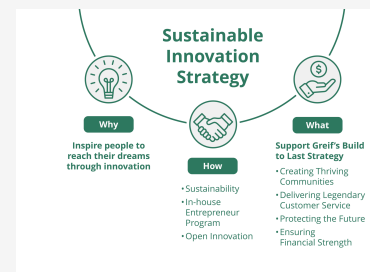 Sustainable
Innovation
Strategy
$
Why
Inspire people to
reach their dreams
through innovation
How
• Sustainability
• In-house
Entrepreneur
Program
• Open Innovation
What
Support Greif's Build
to Last Strategy
• Creating Thriving
Communities
• Delivering Legendary
Customer Service
• Protecting the Future
• Ensuring
Financial Strength